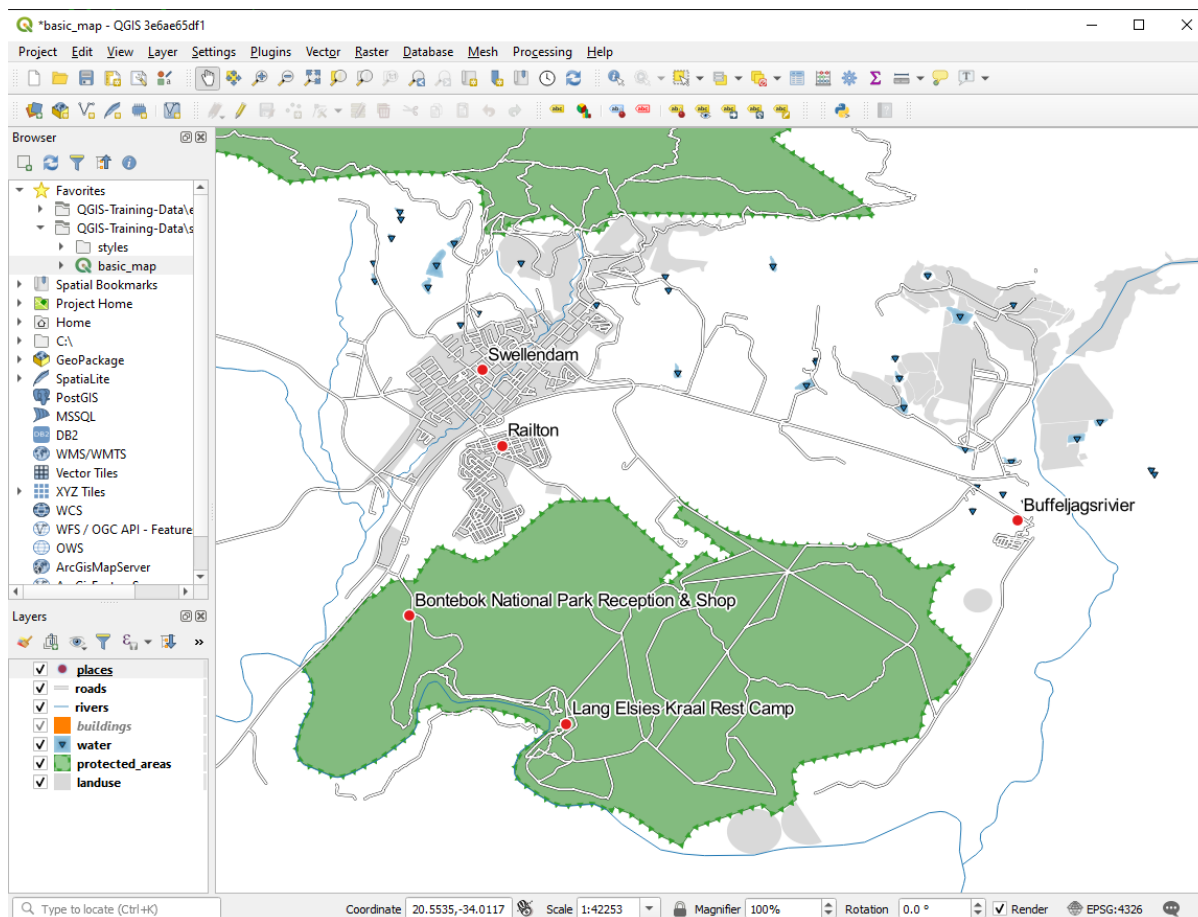 *basic_map - QGIS 3e6ae65df1
Project Edit View Layer Settings Plugins Vector Raster Database Mesh Processing Help
Browser
Favorites
QGIS-Training-Data\e
QGIS-Training-Data\s
styles
basic_map
Spatial Bookmarks
Project Home
Home
C:\
GeoPackage
SpatiaLite
PostGIS
MSSQL
DB2
WMS/WMTS
Vector Tiles
XYZ Tiles
WCS
WFS / OGC API - Feature
OWS
ArcGisMapServer
Layers
places
roads
rivers
buildings
water
protected_areas
landuse
Swellendam
Railton
Buffeljagsrivier
Bontebok National Park Reception & Shop
Lang Elsies Kraal Rest Camp
Type to locate (Ctrl+K)
Coordinate 20.5535,-34.0117 Scale 1:42253 Magnifier 100% Rotation 0.0 ° Render EPSG:4326